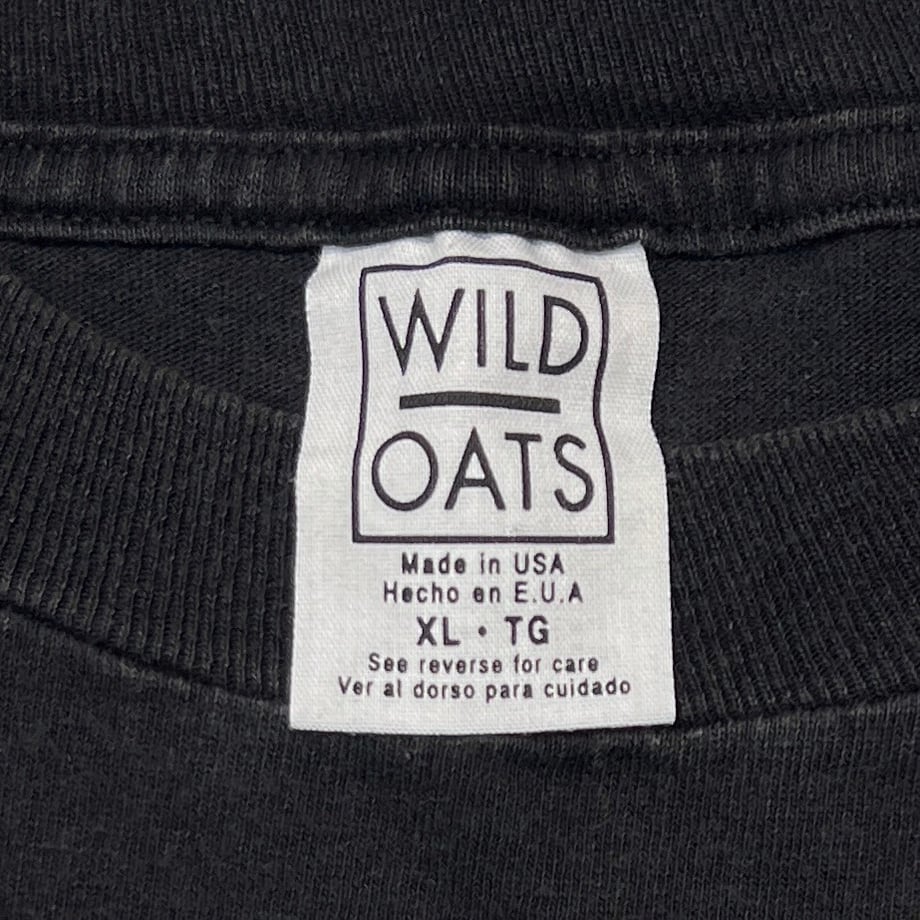 WILD
OATS
Made in USA
Hecho en E.U.A
XL • TG
See reverse for care
Ver al dorso para cuidado